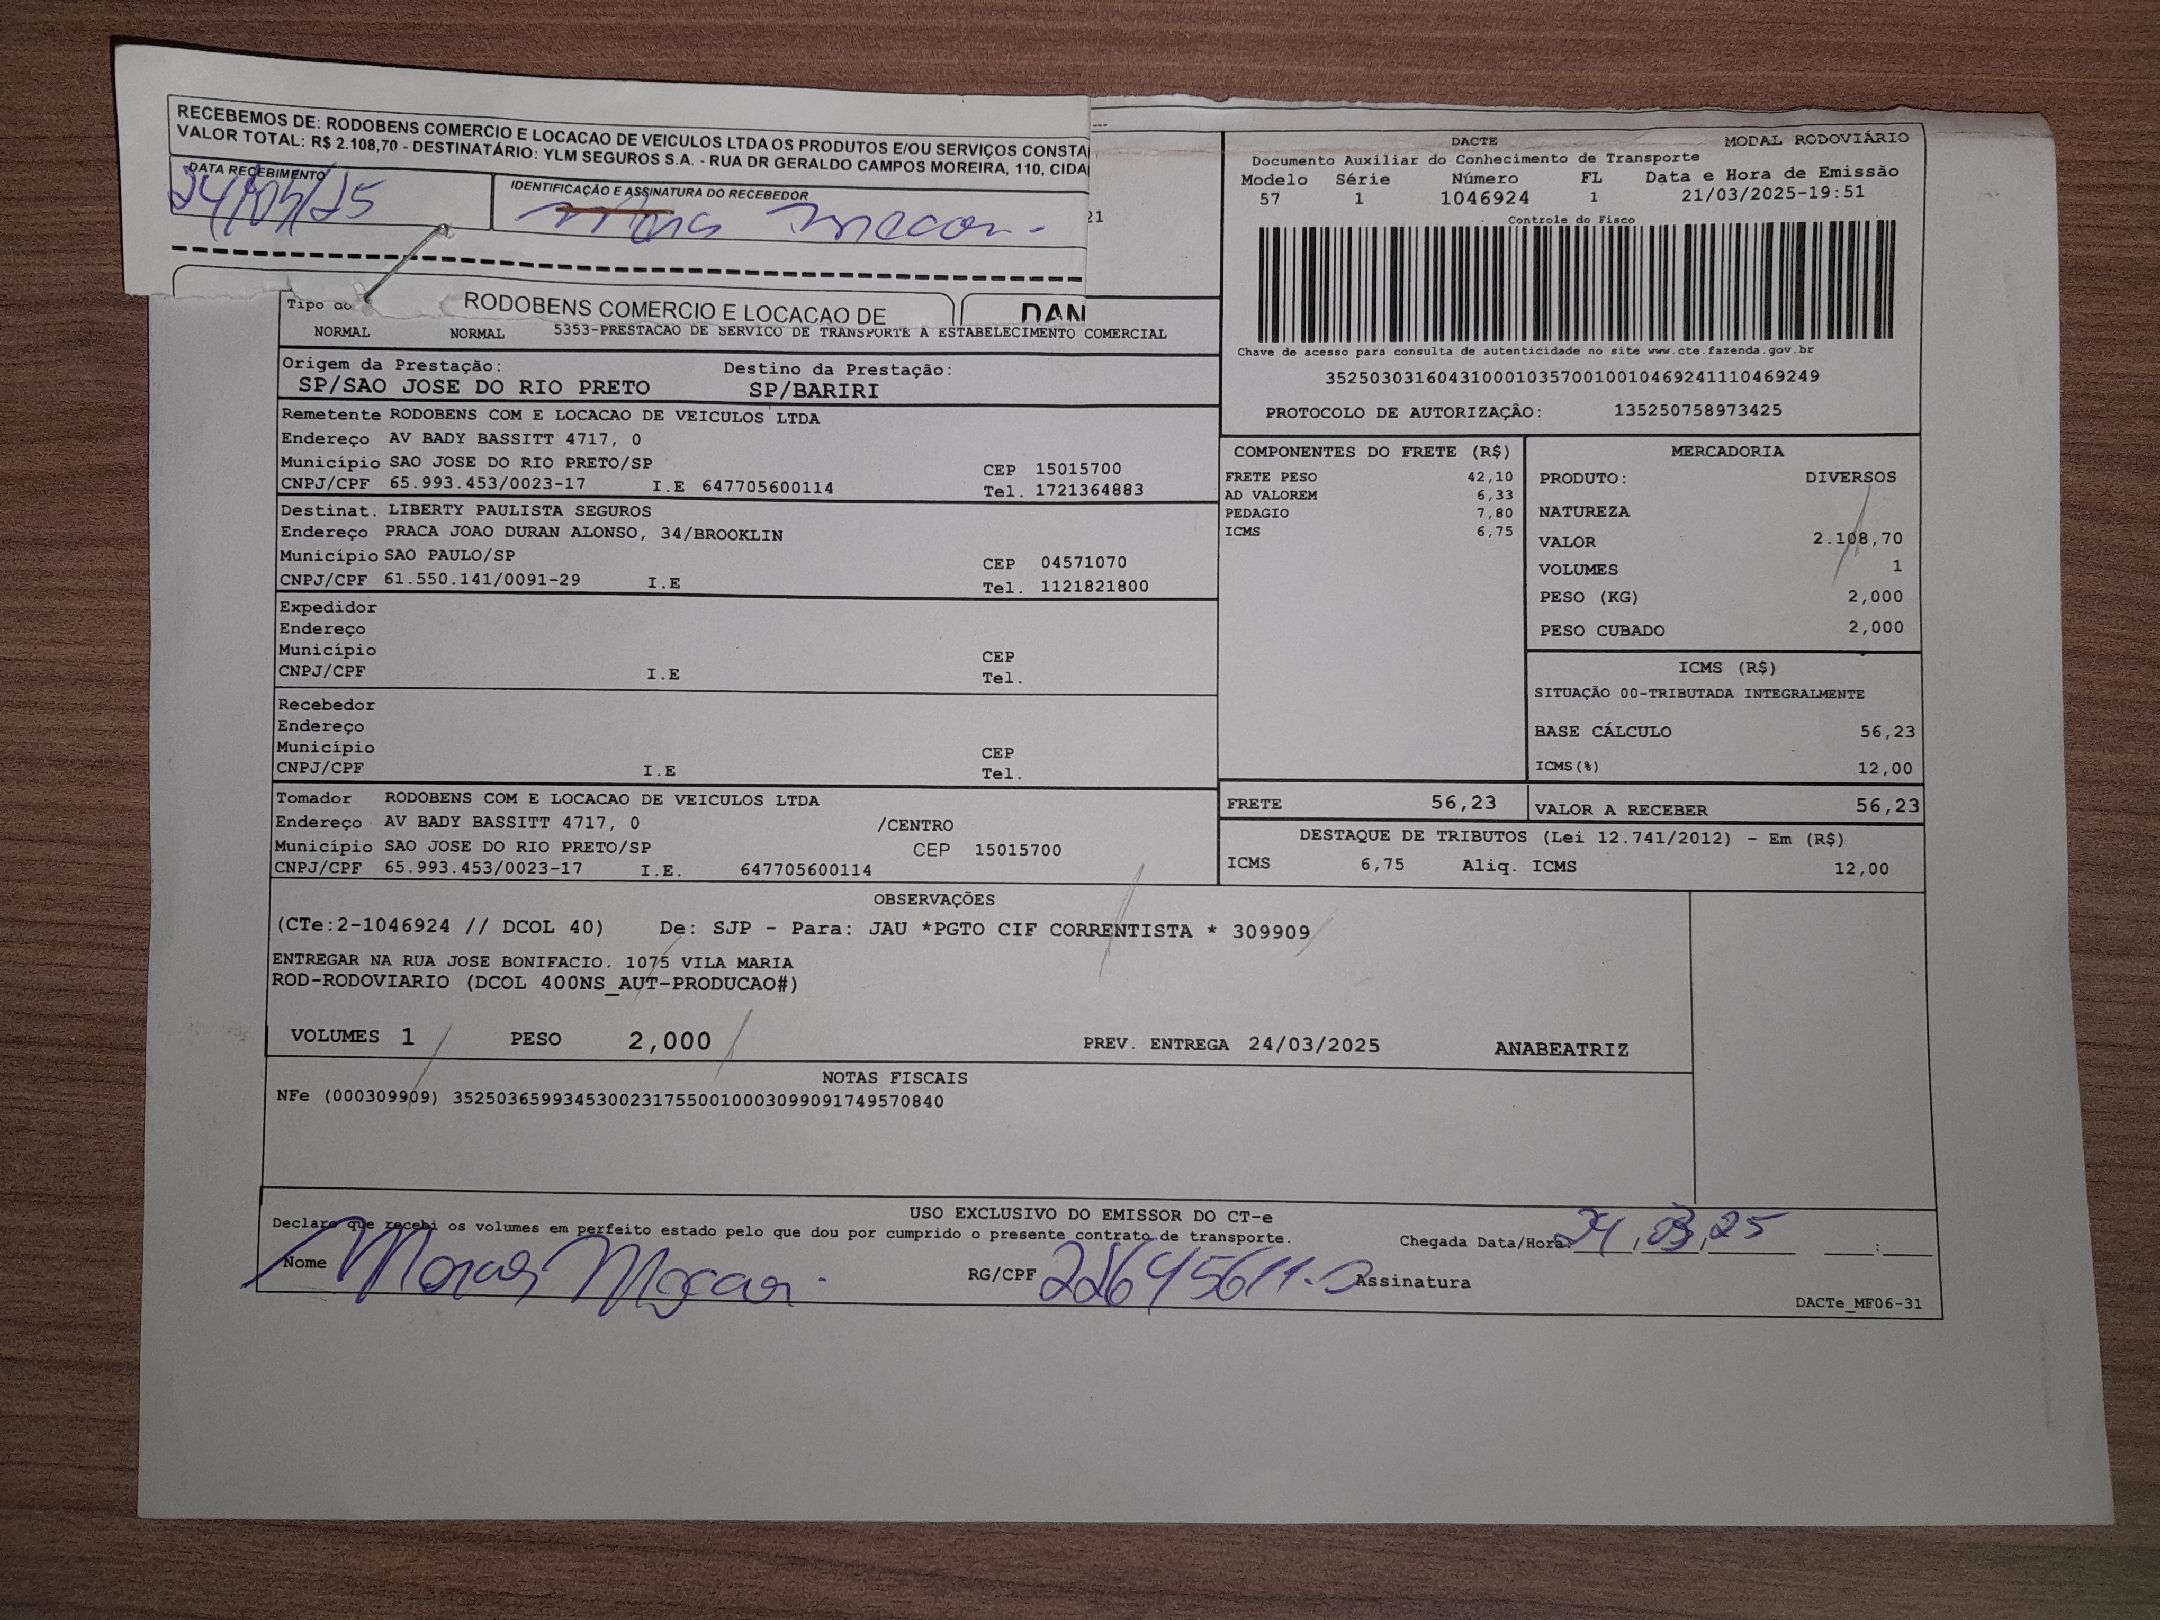 RECEBEMOS DE: RODOBENS COMERCIO E LOCACAO DE VEICULOS LTDA OS PRODUTOS E/OU SERVIÇOS CONSTA
VALOR TOTAL: R$ 2.108,70 - DESTINATÁRIO: YLM SEGUROS S.A. - RUA DR GERALDO CAMPOS MOREIRA, 110, CIDA
DATA RECEBIMENTO
IDENTIFICAÇÃO E ASSINATURA DO RECEBEDOR
24/03/25
21
RODOBENS COMERCIO E LOCACAO DE
DAN
Tipo do
NORMAL NORMAL 5353-PRESTACAO DE SERVICO DE TRANSPORTE A ESTABELECIMENTO COMERCIAL
DACTE MODAL RODOVIÁRIO
Documento Auxiliar do Conhecimento de Transporte
Modelo Série Número FL Data e Hora de Emissão
57 1 1046924 1 21/03/2025-19:51
Controle do Fisco
Chave de acesso para consulta de autenticidade no site www.cte.fazenda.gov.br
35250303160431000103570010010469241110469249
PROTOCOLO DE AUTORIZAÇÃO: 135250758973425
Origem da Prestação: Destino da Prestação:
SP/SAO JOSE DO RIO PRETO SP/BARIRI
Remetente RODOBENS COM E LOCACAO DE VEICULOS LTDA
Endereço AV BADY BASSITT 4717, 0
Município SAO JOSE DO RIO PRETO/SP CEP 15015700
CNPJ/CPF 65.993.453/0023-17 I.E 647705600114 Tel. 1721364883
Destinat. LIBERTY PAULISTA SEGUROS
Endereço PRACA JOAO DURAN ALONSO, 34/BROOKLIN
Município SAO PAULO/SP CEP 04571070
CNPJ/CPF 61.550.141/0091-29 I.E Tel. 1121821800
Expedidor
Endereço
Município CEP
CNPJ/CPF I.E Tel.
Recebedor
Endereço
Município CEP
CNPJ/CPF I.E Tel.
Tomador RODOBENS COM E LOCACAO DE VEICULOS LTDA
Endereço AV BADY BASSITT 4717, 0 /CENTRO
Município SAO JOSE DO RIO PRETO/SP CEP 15015700
CNPJ/CPF 65.993.453/0023-17 I.E. 647705600114
COMPONENTES DO FRETE (R$)
FRETE PESO 42,10
AD VALOREM 6,33
PEDAGIO 7,80
ICMS 6,75
MERCADORIA
PRODUTO: DIVERSOS
NATUREZA
VALOR 2.108,70
VOLUMES 1
PESO (KG) 2,000
PESO CUBADO 2,000
ICMS (R$)
SITUAÇÃO 00-TRIBUTADA INTEGRALMENTE
BASE CÁLCULO 56,23
ICMS(%) 12,00
FRETE 56,23 VALOR A RECEBER 56,23
DESTAQUE DE TRIBUTOS (Lei 12.741/2012) - Em (R$)
ICMS 6,75 Aliq. ICMS 12,00
OBSERVAÇÕES
(CTe:2-1046924 // DCOL 40) De: SJP - Para: JAU *PGTO CIF CORRENTISTA * 309909
ENTREGAR NA RUA JOSE BONIFACIO. 1075 VILA MARIA
ROD-RODOVIARIO (DCOL 400NS_AUT-PRODUCAO#)
VOLUMES 1 PESO 2,000 PREV. ENTREGA 24/03/2025 ANABEATRIZ
NOTAS FISCAIS
NFe (000309909) 35250365993453002317550010003099091749570840
USO EXCLUSIVO DO EMISSOR DO CT-e
Declaro que recebi os volumes em perfeito estado pelo que dou por cumprido o presente contrato de transporte.
Chegada Data/Hora: 24,03,25 :
Nome RG/CPF Assinatura
DACTe_MF06-31